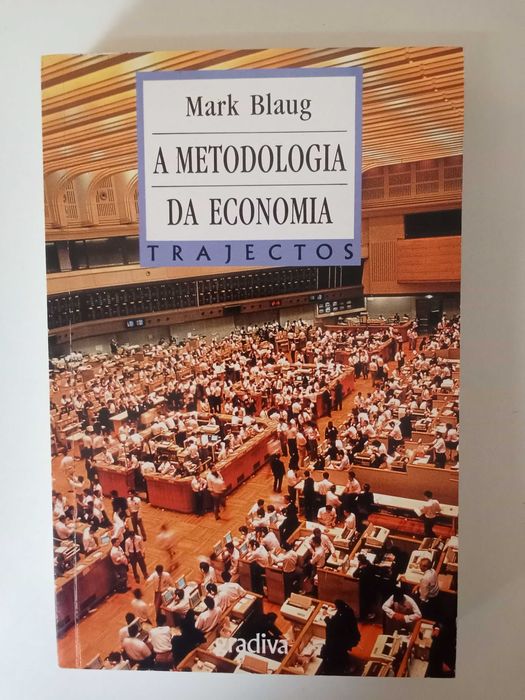 Mark Blaug
A METODOLOGIA
DA ECONOMIA
TRAJECTOS
gradiva